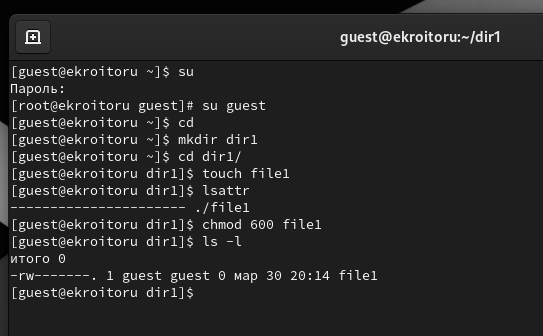 guest@ekroitoru:~/dir1
[guest@ekroitoru ~]$ su
Пароль:
[root@ekroitoru guest]# su guest
[guest@ekroitoru ~]$ cd
[guest@ekroitoru ~]$ mkdir dir1
[guest@ekroitoru ~]$ cd dir1/
[guest@ekroitoru dir1]$ touch file1
[guest@ekroitoru dir1]$ lsattr
---------------------- ./file1
[guest@ekroitoru dir1]$ chmod 600 file1
[guest@ekroitoru dir1]$ ls -l
итого 0
-rw-------. 1 guest guest 0 мар 30 20:14 file1
[guest@ekroitoru dir1]$